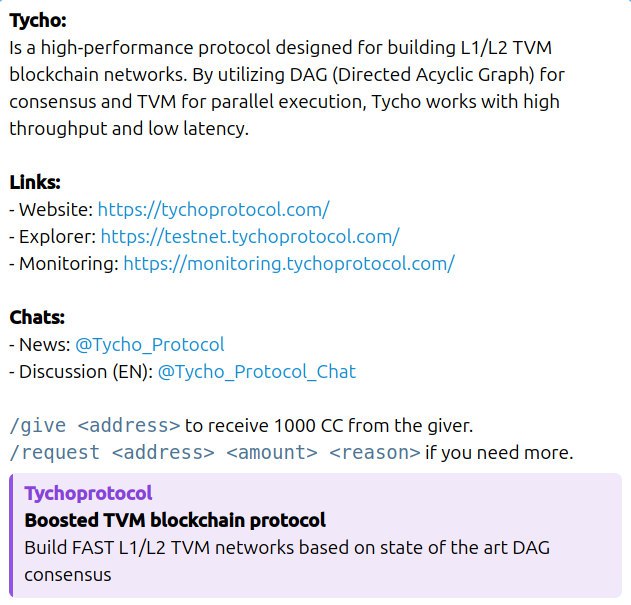 Tycho:
Is a high-performance protocol designed for building L1/L2 TVM
blockchain networks. By utilizing DAG (Directed Acyclic Graph) for
consensus and TVM for parallel execution, Tycho works with high
throughput and low latency.
Links:
- Website: https://tychoprotocol.com/
- Explorer: https://testnet.tychoprotocol.com/
- Monitoring: https://monitoring.tychoprotocol.com/
Chats:
- News: @Tycho_Protocol
- Discussion (EN): @Tycho_Protocol_Chat
/give <address> to receive 1000 CC from the giver.
/request <address> <amount> <reason> if you need more.
Tychoprotocol
Boosted TVM blockchain protocol
Build FAST L1/L2 TVM networks based on state of the art DAG
consensus